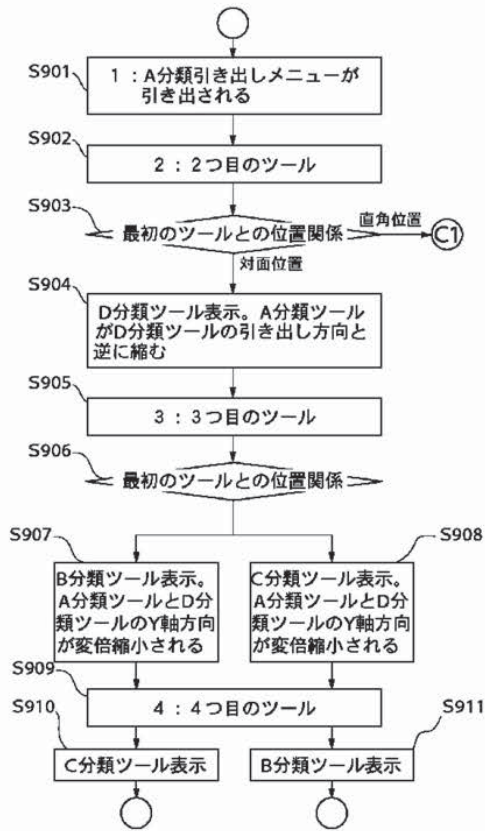 S901
1：A分類引き出しメニューが
引き出される
S902
2：2つ目のツール
S903
最初のツールとの位置関係
直角位置
C1
対面位置
S904
D分類ツール表示。A分類ツール
がD分類ツールの引き出し方向と
逆に縮む
S905
3：3つ目のツール
S906
最初のツールとの位置関係
S907
B分類ツール表示。
A分類ツールとD分
類ツールのY軸方向
が変倍縮小される
S908
C分類ツール表示。
A分類ツールとD分
類ツールのY軸方向
が変倍縮小される
S909
4：4つ目のツール
S910
C分類ツール表示
S911
B分類ツール表示